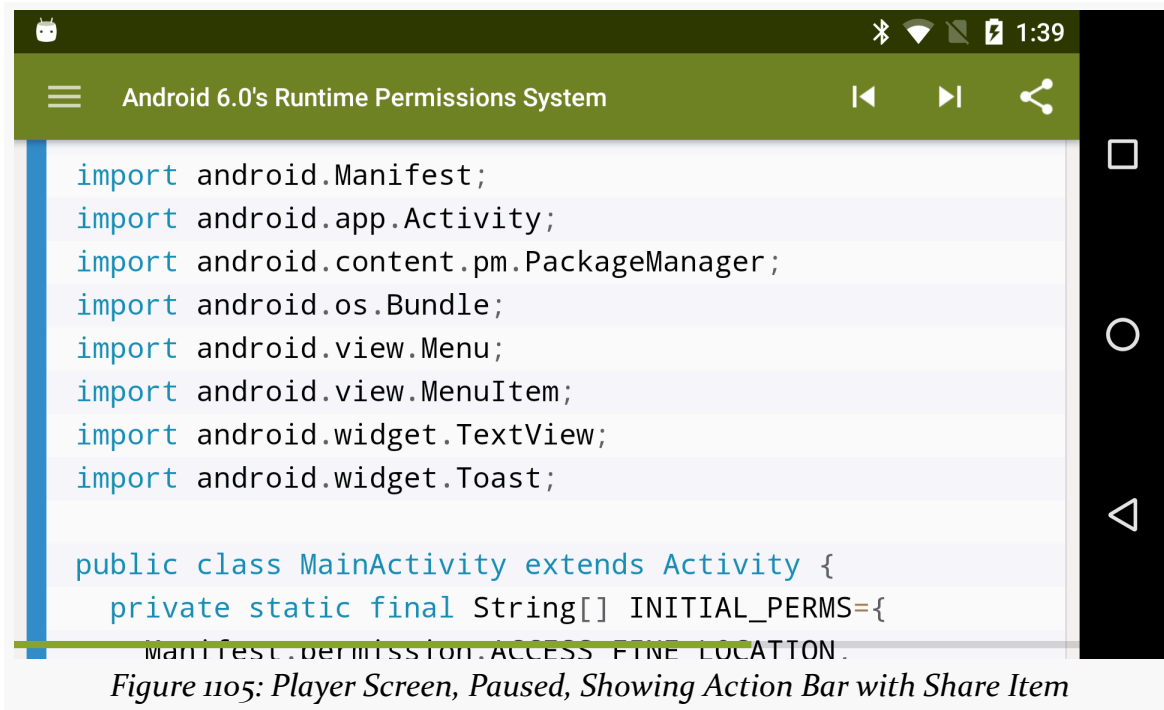 1:39
Android 6.0's Runtime Permissions System
import android.Manifest;
import android.app.Activity;
import android.content.pm.PackageManager;
import android.os.Bundle;
import android.view.Menu;
import android.view.MenuItem;
import android.widget.TextView;
import android.widget.Toast;
public class MainActivity extends Activity {
private static final String[] INITIAL_PERMS={
Manifest.permission.ACCESS_FINE_LOCATION,
Figure 1105: Player Screen, Paused, Showing Action Bar with Share Item